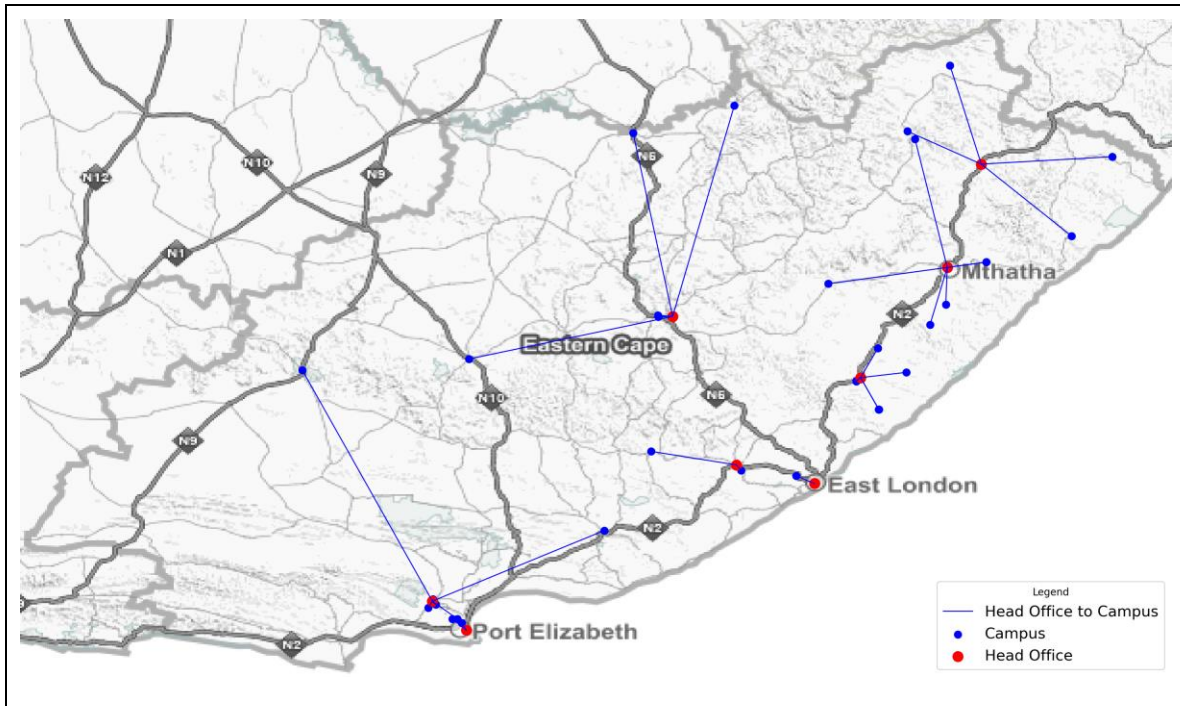 N6
N10
N12
N9
N1
Mthatha
N2
Eastern Cape
N6
N10
N9
East London
N2
Port Elizabeth
N2
Legend
Head Office to Campus
Campus
Head Office